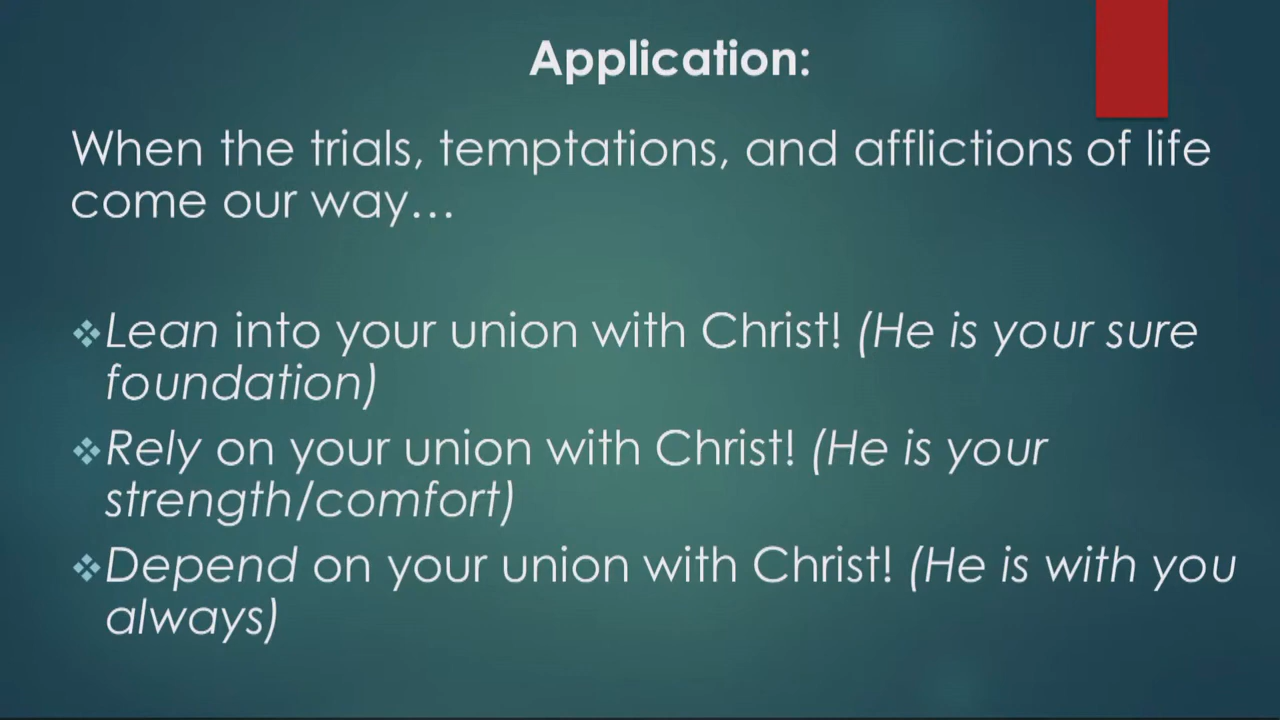 Application:
When the trials, temptations, and afflictions of life
come our way…
❖Lean into your union with Christ! (He is your sure
foundation)
❖Rely on your union with Christ! (He is your
strength/comfort)
❖Depend on your union with Christ! (He is with you
always)